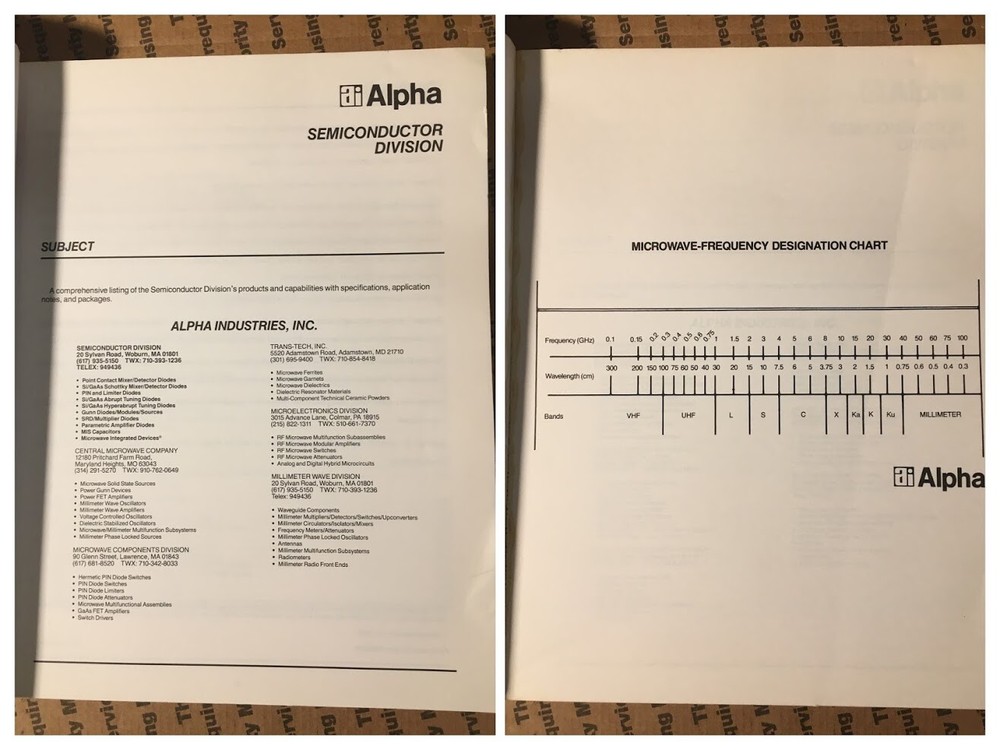 ai Alpha
SEMICONDUCTOR
DIVISION
SUBJECT
A comprehensive listing of the Semiconductor Division's products and capabilities with specifications, application
notes, and packages.
ALPHA INDUSTRIES, INC.
SEMICONDUCTOR DIVISION
20 Sylvan Road, Woburn, MA 01801
(617) 935-5150 TWX: 710-393-1236
TELEX: 949436
• Point Contact Mixer/Detector Diodes
• Si/GaAs Schottky Mixer/Detector Diodes
• PIN and Limiter Diodes
• Si/GaAs Abrupt Tuning Diodes
• Si/GaAs Hyperabrupt Tuning Diodes
• Gunn Diodes/Modules/Sources
• SRD/Multiplier Diodes
• Parametric Amplifier Diodes
• MIS Capacitors
• Microwave Integrated Devices
CENTRAL MICROWAVE COMPANY
12180 Prichard Farm Road,
Maryland Heights, MO 63043
(314) 291-5270 TWX: 910-762-0649
• Microwave Solid State Sources
• Power Gunn Devices
• Power FET Amplifiers
• Millimeter Wave Oscillators
• Millimeter Wave Amplifiers
• Voltage Controlled Oscillators
• Dielectric Stabilized Oscillators
• Microwave/Millimeter Multifunction Subsystems
• Millimeter Phase Locked Sources
MICROWAVE COMPONENTS DIVISION
90 Glenn Street, Lawrence, MA 01843
(617) 681-8520 TWX: 710-342-8033
• Hermetic PIN Diode Switches
• PIN Diode Switches
• PIN Diode Limiters
• PIN Diode Attenuators
• Microwave Multifunctional Assemblies
• GaAs FET Amplifiers
• Switch Drivers
TRANS-TECH, INC.
5520 Adamstown Road, Adamstown, MD 21710
(301) 695-9400 TWX: 710-854-8418
• Microwave Ferrites
• Microwave Garnets
• Microwave Dielectrics
• Dielectric Resonator Materials
• Multi-Component Technical Ceramic Powders
MICROELECTRONICS DIVISION
3015 Advance Lane, Colmar, PA 18915
(215) 822-1311 TWX: 510-661-7370
• RF Microwave Multifunction Subassemblies
• RF Microwave Modular Amplifiers
• RF Microwave Switches
• RF Microwave Attenuators
• Analog and Digital Hybrid Microcircuits
MILLIMETER WAVE DIVISION
20 Sylvan Road, Woburn, MA 01801
(617) 935-5150 TWX: 710-393-1236
Telex: 949436
• Waveguide Components
• Millimeter Multipliers/Detectors/Switches/Upconverters
• Millimeter Circulators/Isolators/Mixers
• Frequency Meters/Attenuators
• Millimeter Phase Locked Oscillators
• Antennas
• Millimeter Multifunction Subsystems
• Radiometers
• Millimeter Radio Front Ends
MICROWAVE-FREQUENCY DESIGNATION CHART
Frequency (GHz) 0.1 0.15 0.2 0.3 0.4 0.5 0.6 0.75 1 1.5 2 3 4 5 6 8 10 15 20 30 40 50 60 80 100
Wavelength (cm) 300 200 150 100 75 60 50 40 30 20 15 10 7.5 6 5 3.75 3 2 1.5 1 0.75 0.6 0.5 0.4 0.3
Bands VHF UHF L S C X Ka K Ku MILLIMETER
ai Alpha